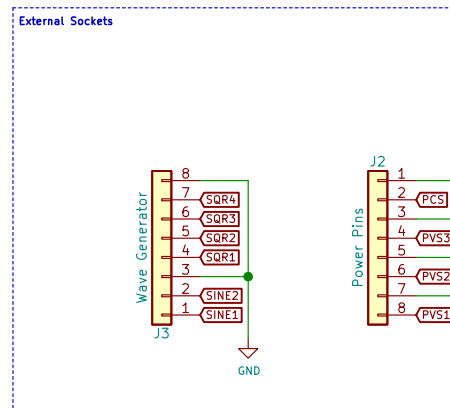 External Sockets
Wave Generator
8
7 SQR4
6 SQR3
5 SQR2
4 SQR1
3
2 SINE2
1 SINE1
J3
GND
J2
Power Pins
1
2 PCS
3
4 PVS3
5
6 PVS2
7
8 PVS1